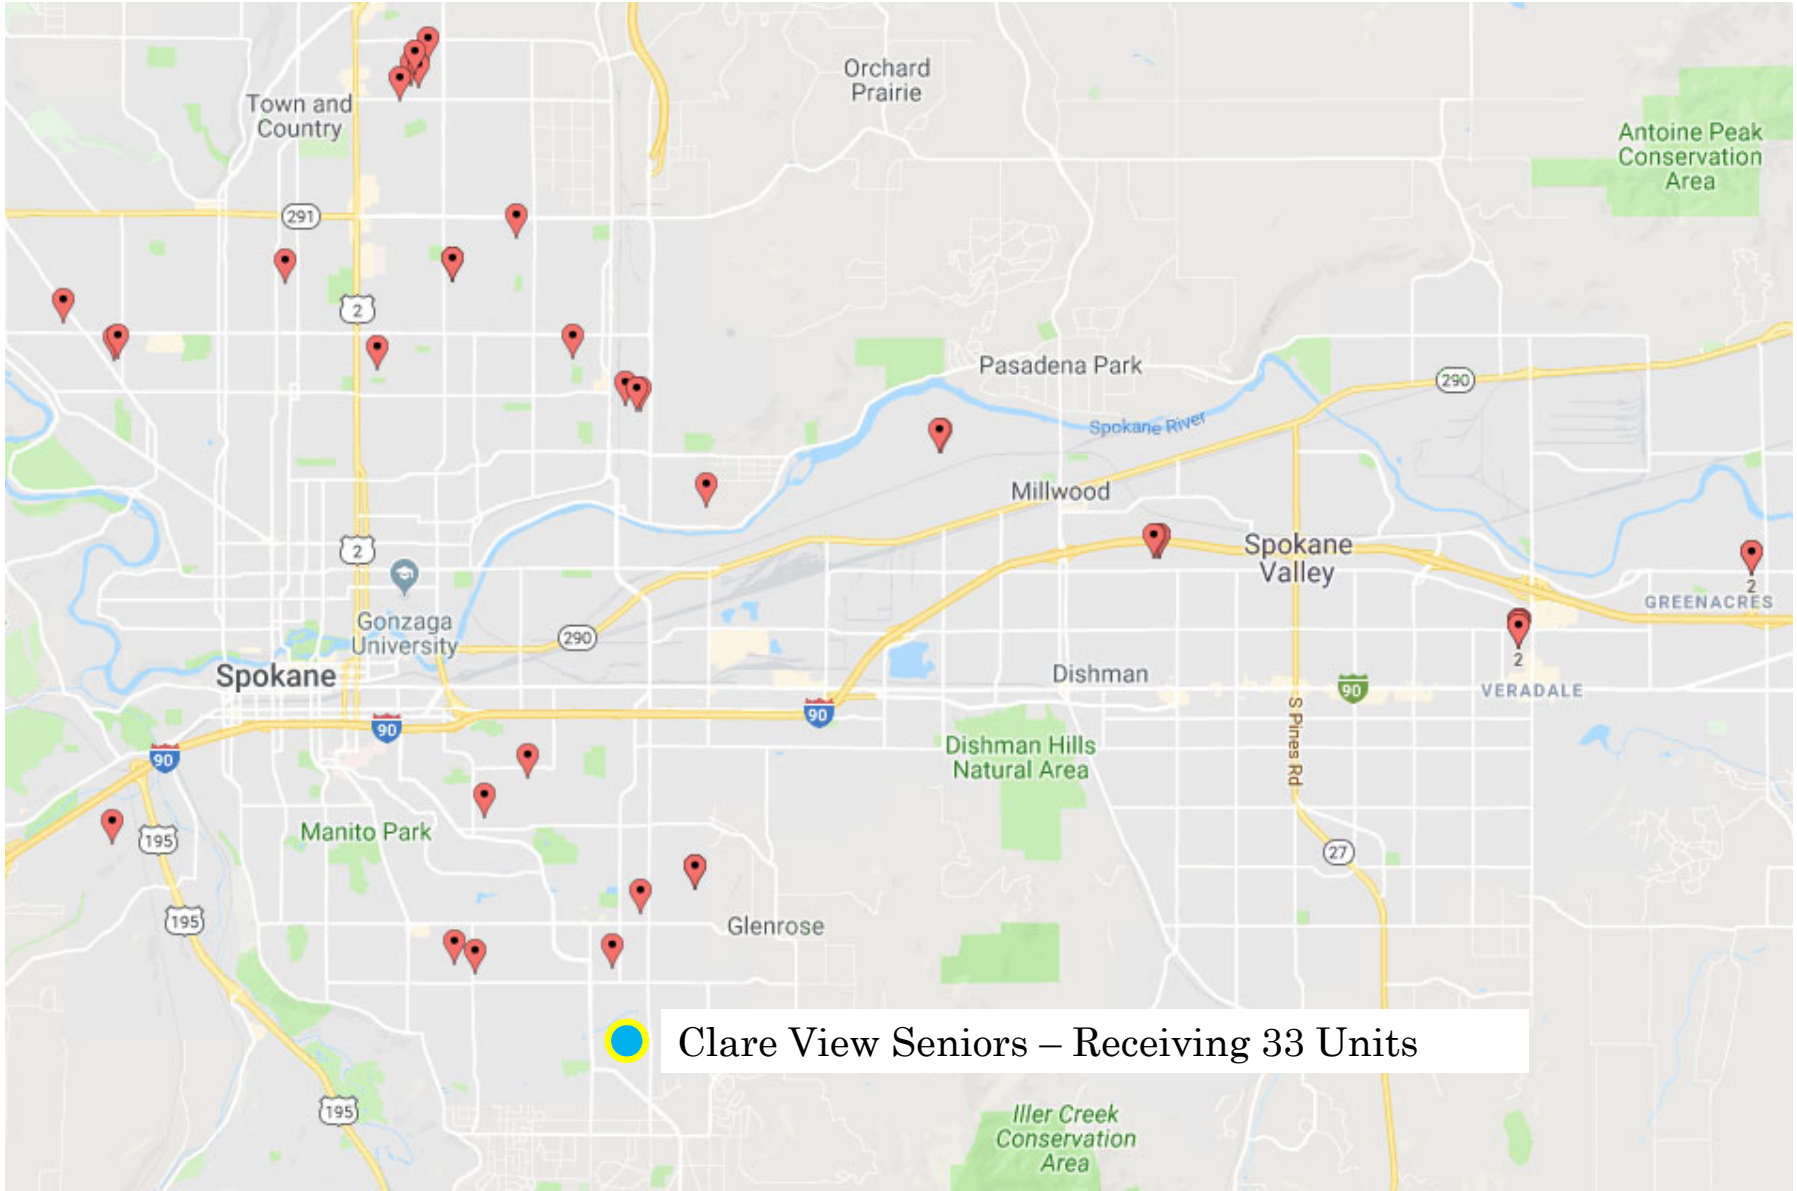 Orchard
Prairie
Town and
Country
Antoine Peak
Conservation
Area
291
2
Pasadena Park
290
Spokane River
Millwood
2
Spokane
Valley
2
GREENACRES
Gonzaga
University
290
2
Spokane
Dishman
90
VERADALE
90
90
S Pines Rd
Dishman Hills
Natural Area
90
Manito Park
195
27
195
Glenrose
Clare View Seniors – Receiving 33 Units
195
Iller Creek
Conservation
Area